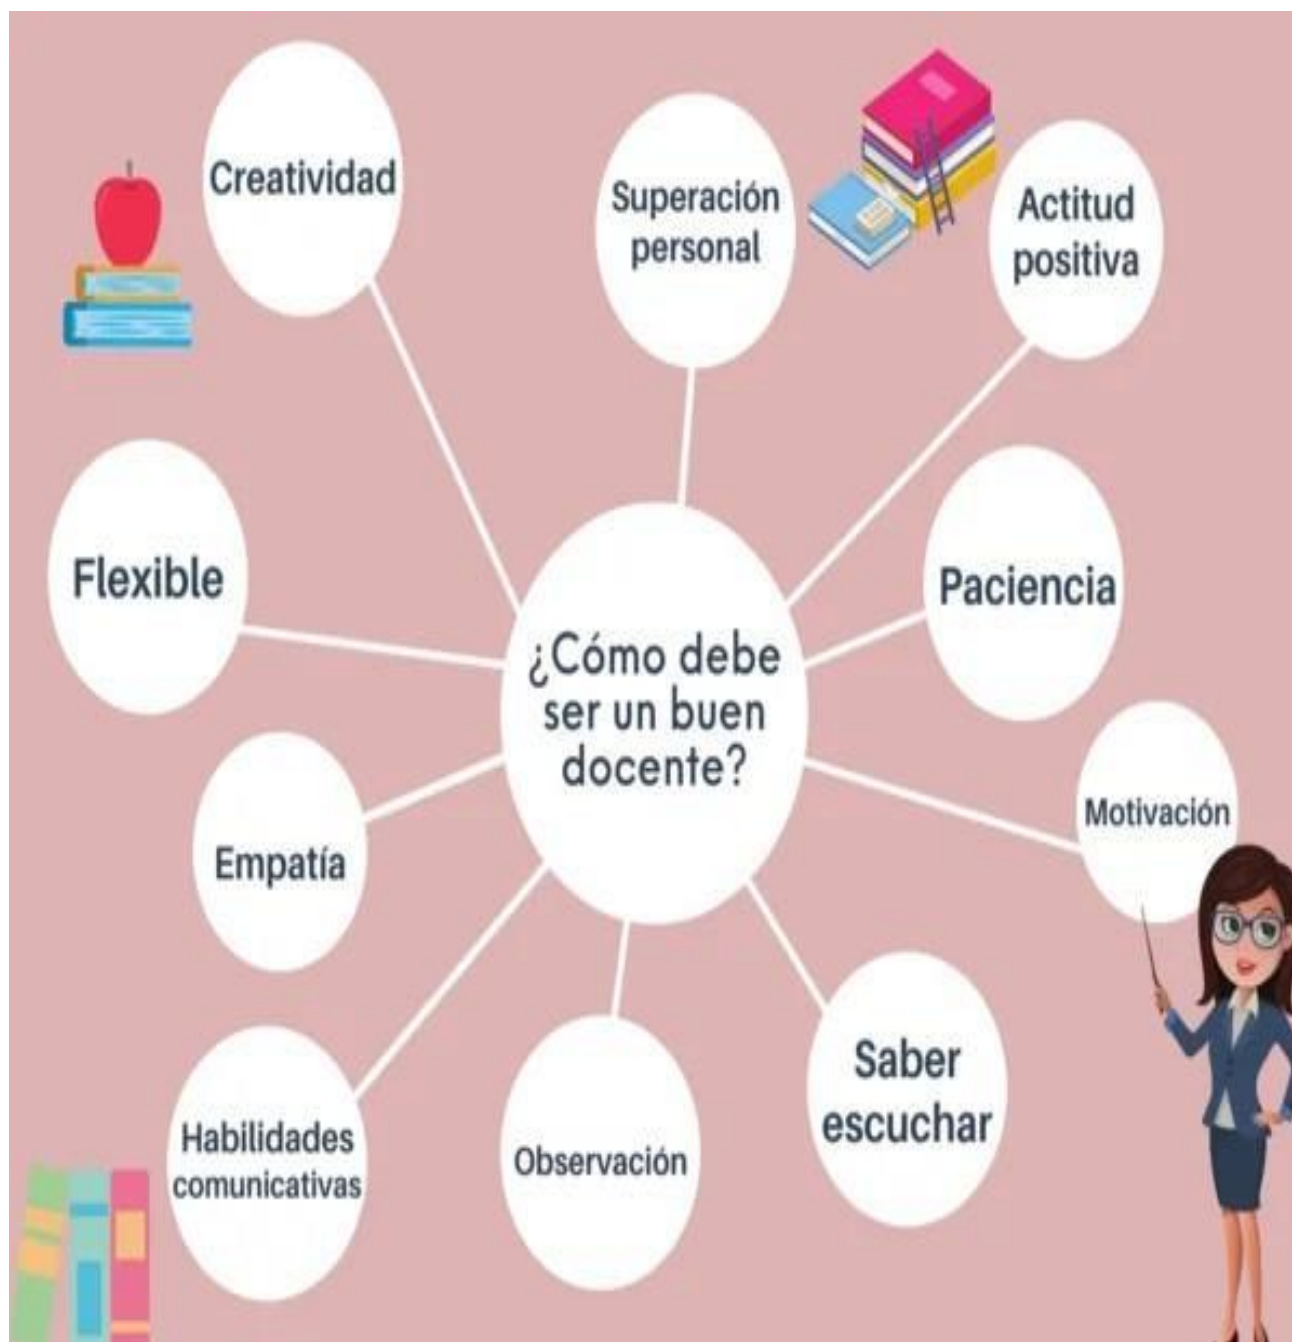 Creatividad
Superación
personal
Actitud
positiva
Flexible
Paciencia
¿Cómo debe
ser un buen
docente?
Motivación
Empatía
Saber
escuchar
Habilidades
comunicativas
Observación